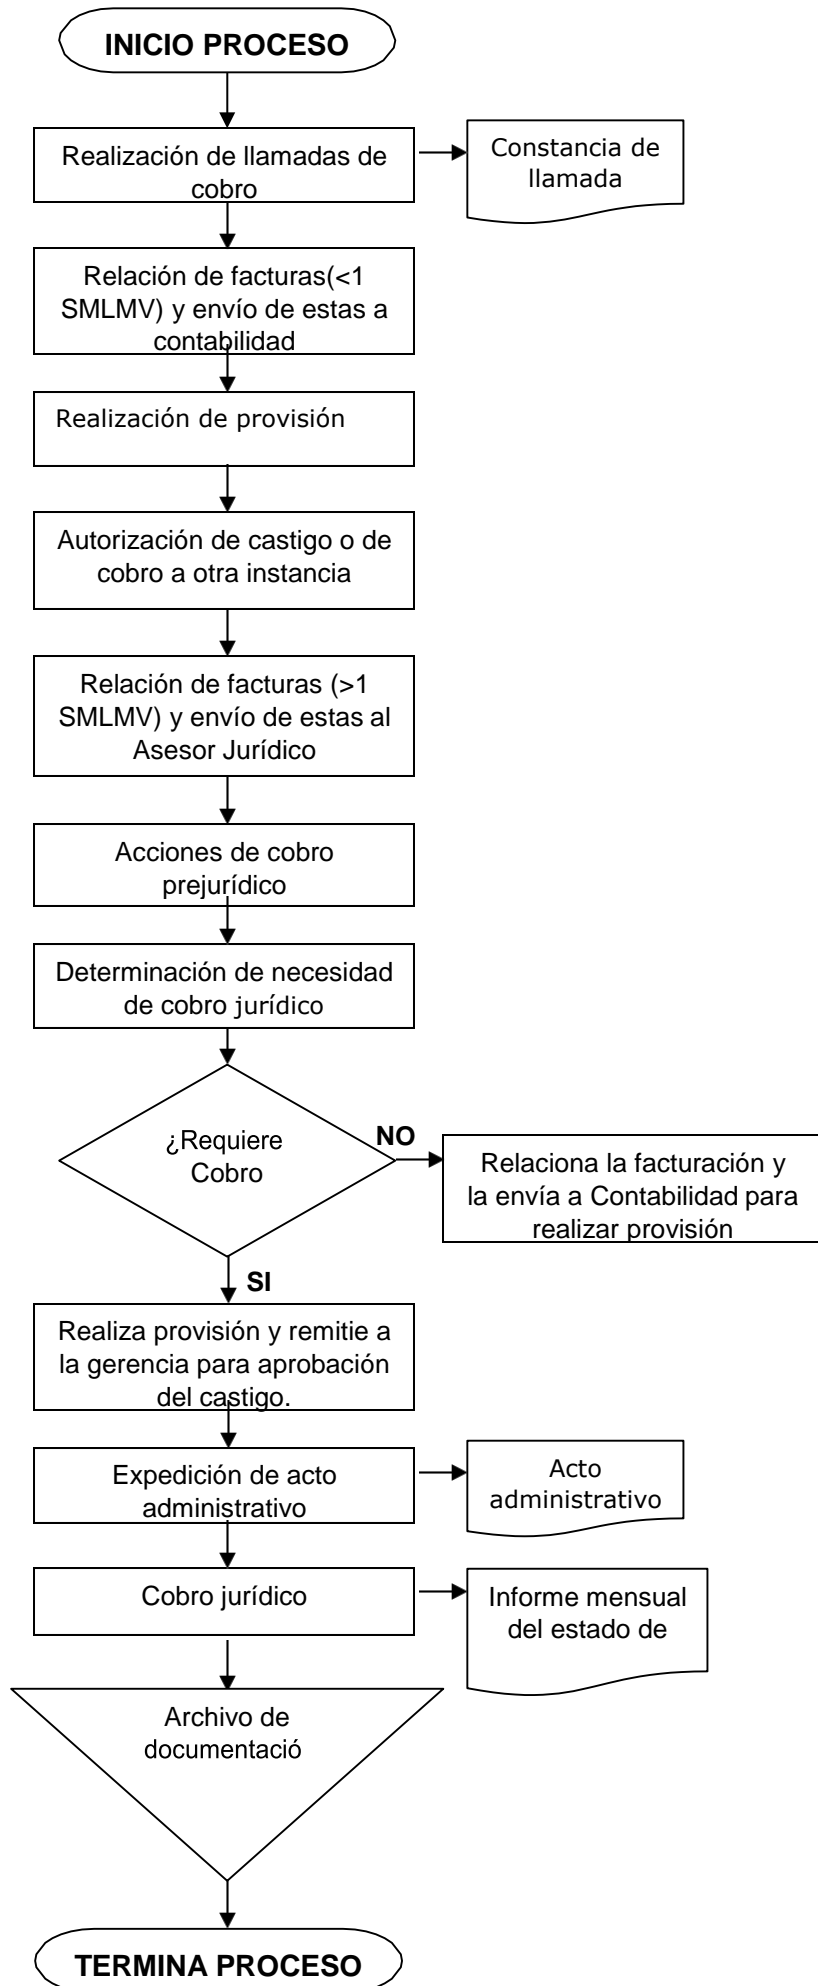 INICIO PROCESO
Realización de llamadas de
cobro
Constancia de
llamada
Relación de facturas(<1
SMLMV) y envío de estas a
contabilidad
Realización de provisión
Autorización de castigo o de
cobro a otra instancia
Relación de facturas (>1
SMLMV) y envío de estas al
Asesor Jurídico
Acciones de cobro
prejurídico
Determinación de necesidad
de cobro jurídico
¿Requiere
Cobro
NO
Relaciona la facturación y
la envía a Contabilidad para
realizar provisión
SI
Realiza provisión y remitie a
la gerencia para aprobación
del castigo.
Expedición de acto
administrativo
Acto
administrativo
Cobro jurídico
Informe mensual
del estado de
Archivo de
documentació
TERMINA PROCESO